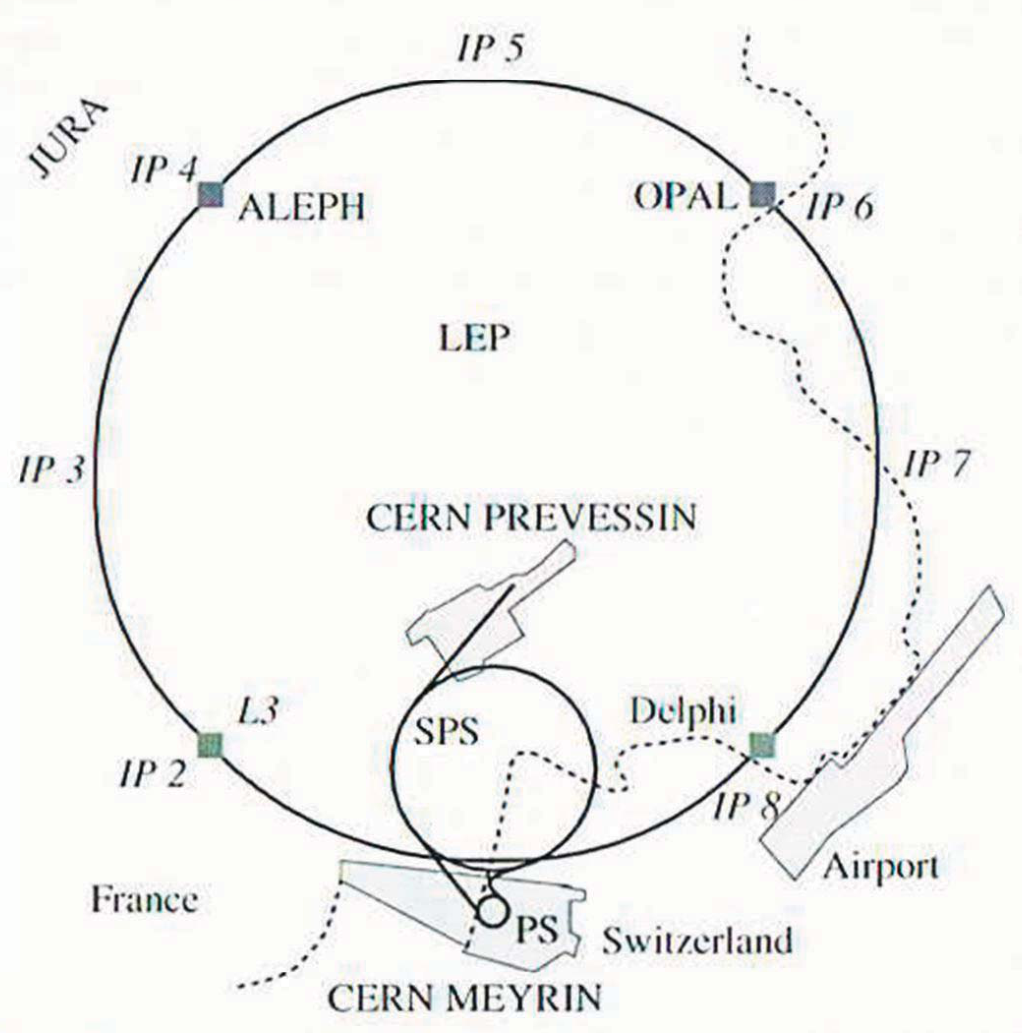 IP 5
JURA
IP 4
ALEPH
OPAL
IP 6
LEP
IP 3
IP 7
CERN PREVESSIN
L3
Delphi
SPS
IP 2
IP 8
Airport
France
PS
Switzerland
CERN MEYRIN